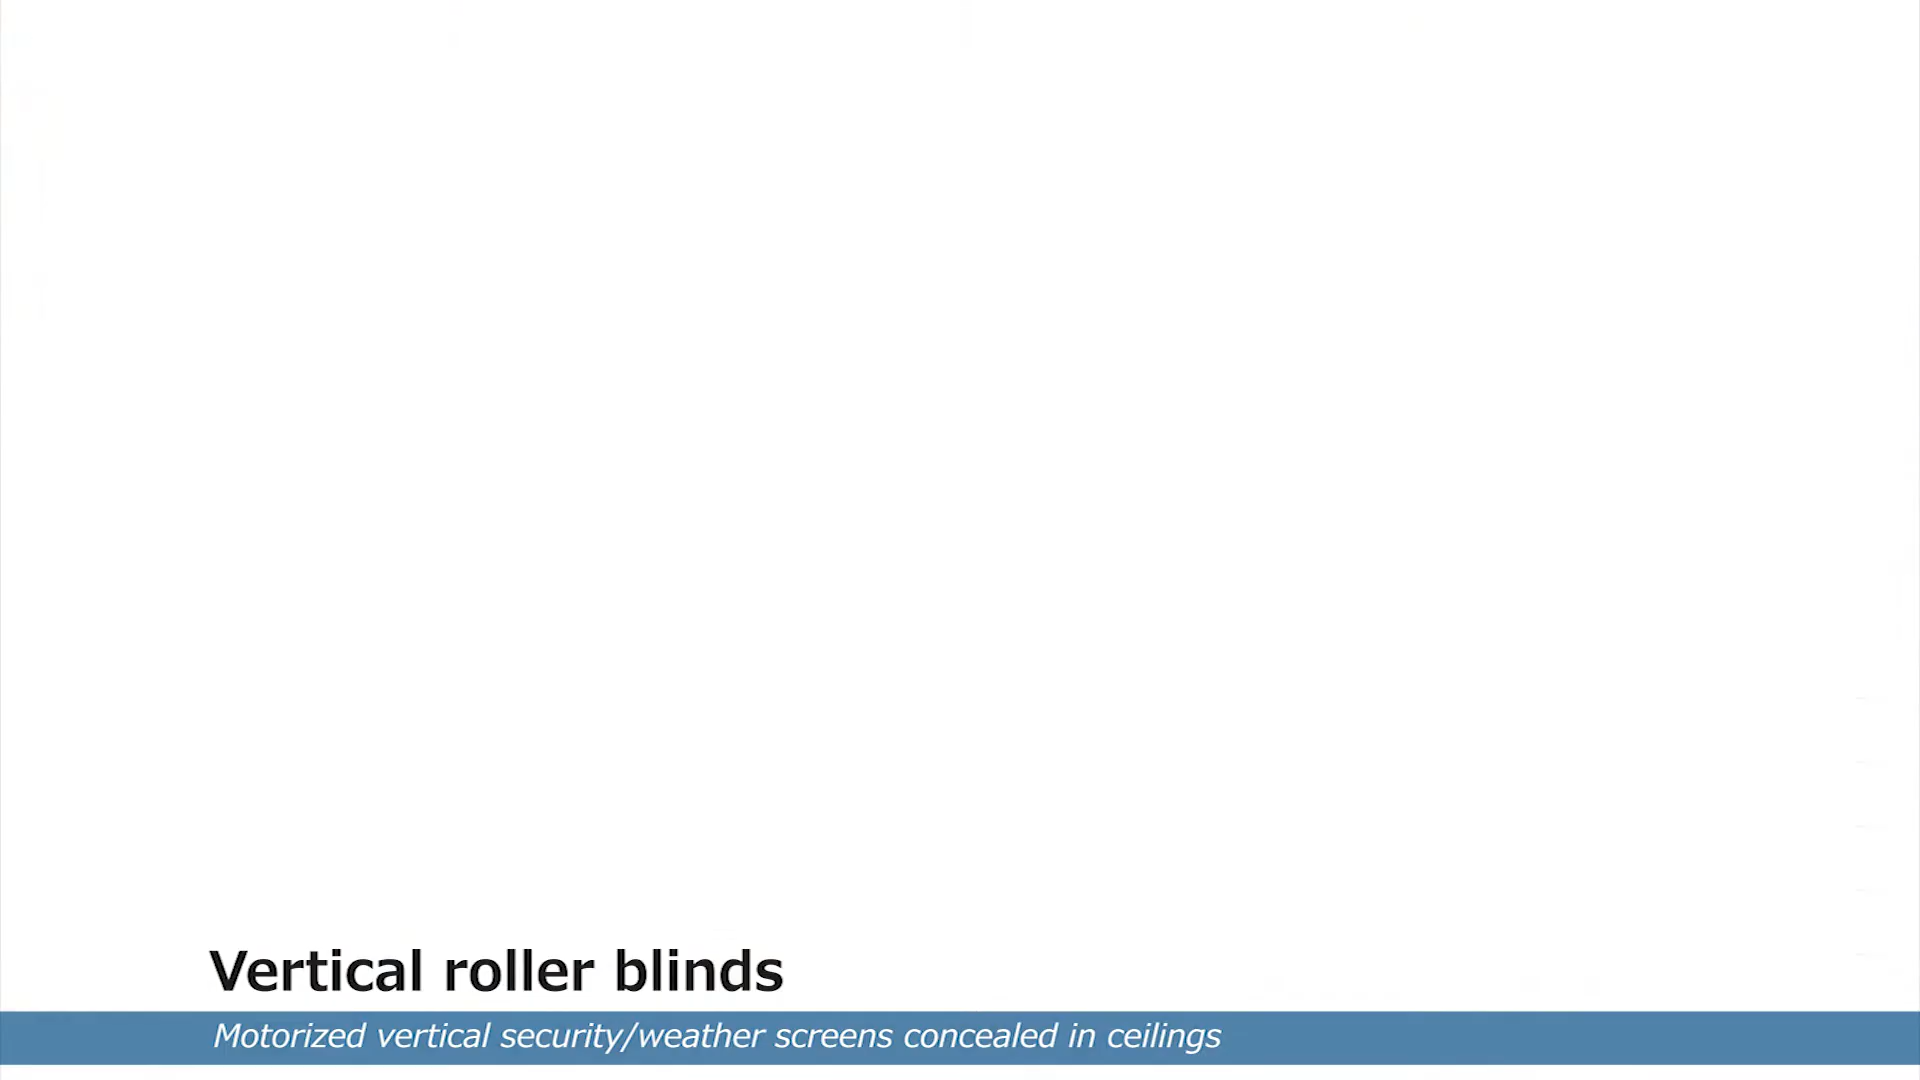 Vertical roller blinds
Motorized vertical security/weather screens concealed in ceilings